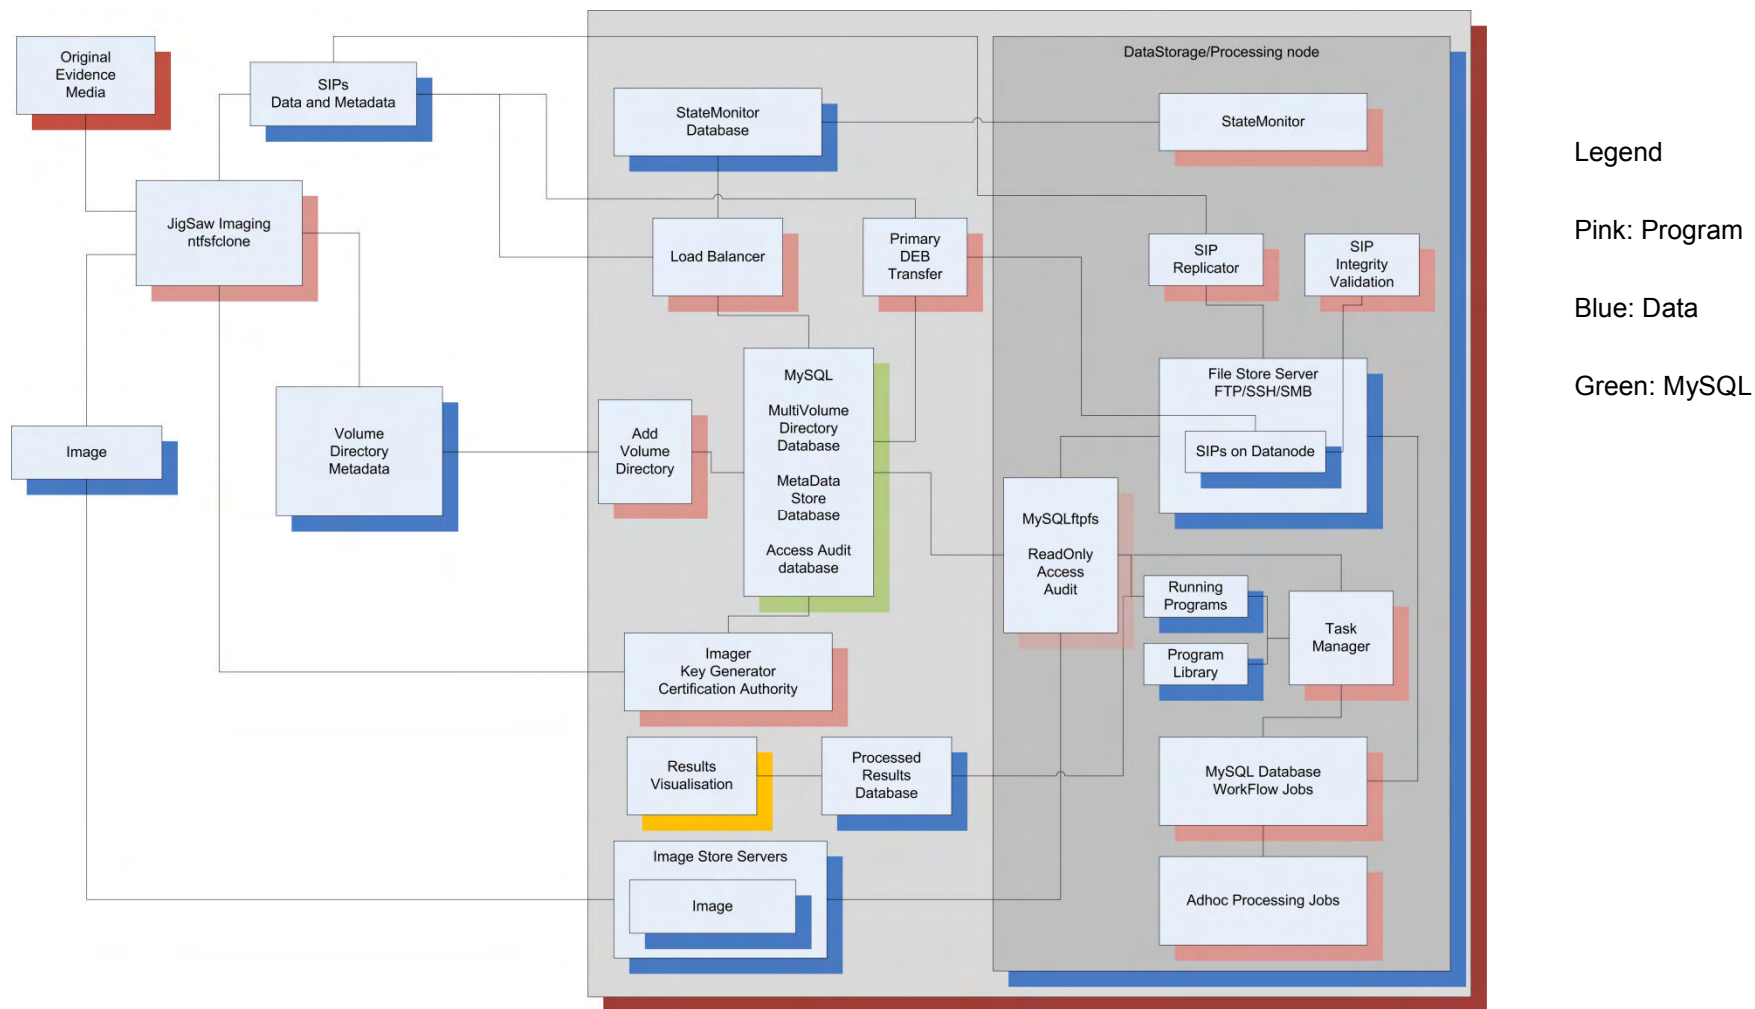 Original
Evidence
Media
SIPs
Data and Metadata
JigSaw Imaging
ntfsfclone
Image
Volume
Directory
Metadata
StateMonitor
Database
Load Balancer
Primary
DEB
Transfer
Add
Volume
Directory
MySQL
MultiVolume
Directory
Database
MetaData
Store
Database
Access Audit
database
Imager
Key Generator
Certification Authority
Results
Visualisation
Processed
Results
Database
Image Store Servers
Image
DataStorage/Processing node
StateMonitor
SIP
Replicator
SIP
Integrity
Validation
File Store Server
FTP/SSH/SMB
SIPs on Datanode
MySQLftpfs
ReadOnly
Access
Audit
Running
Programs
Program
Library
Task
Manager
MySQL Database
WorkFlow Jobs
Adhoc Processing Jobs
Legend
Pink: Program
Blue: Data
Green: MySQL